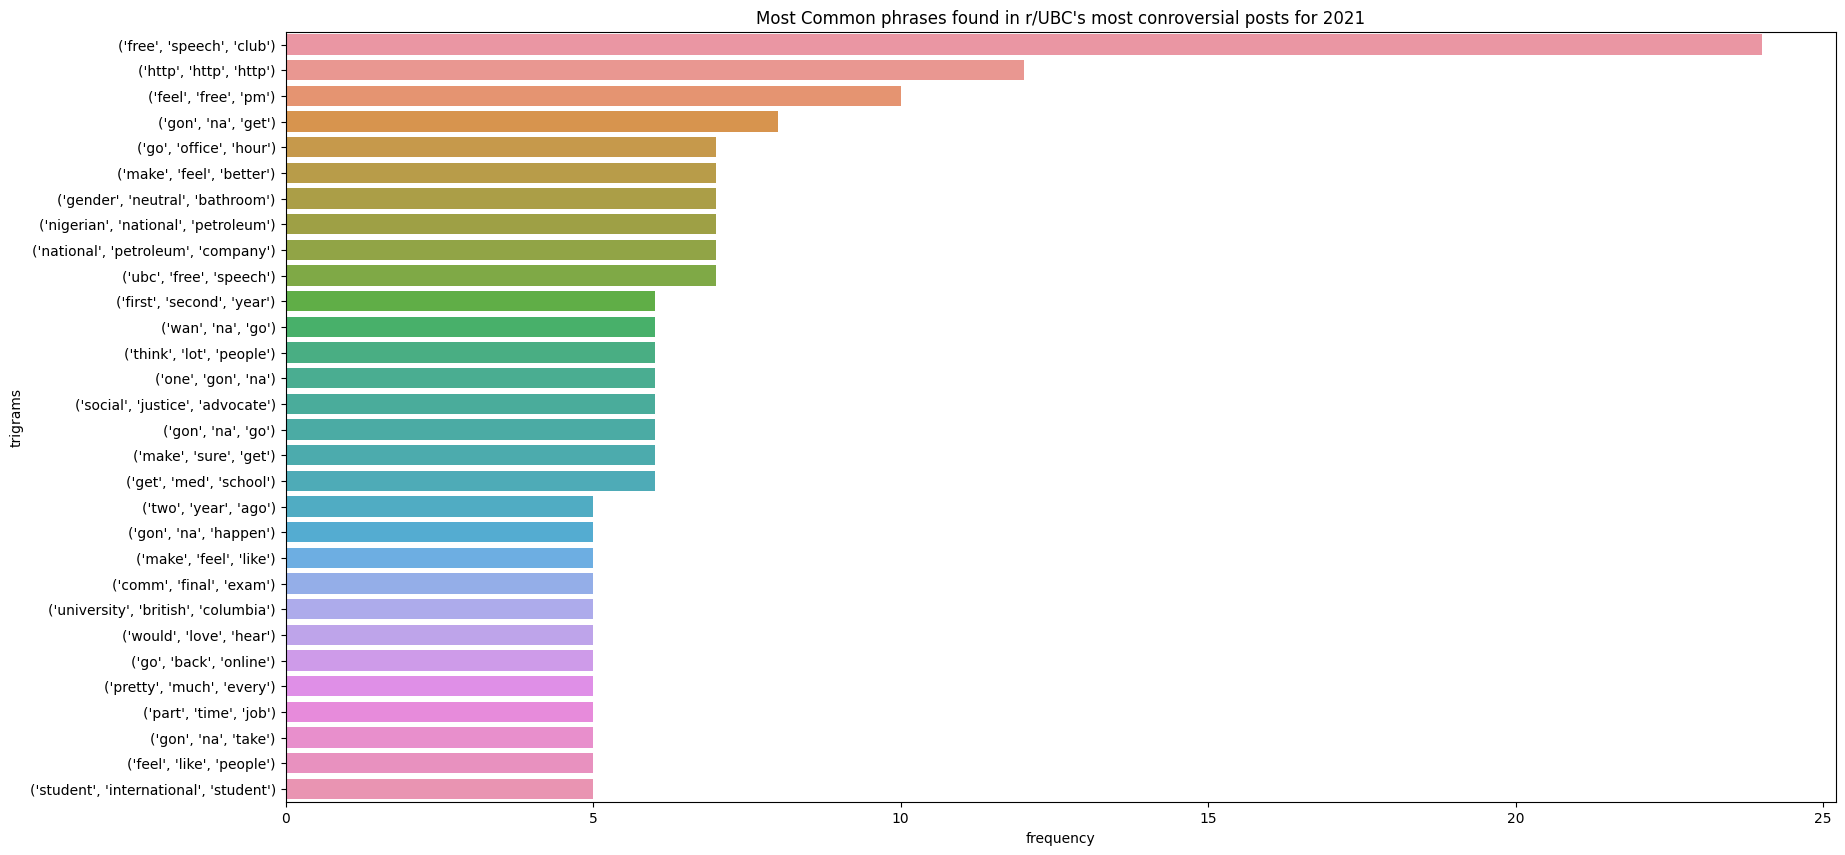 Most Common phrases found in r/UBC's most conroversial posts for 2021
('free', 'speech', 'club')
('http', 'http', 'http')
('feel', 'free', 'pm')
('gon', 'na', 'get')
('go', 'office', 'hour')
('make', 'feel', 'better')
('gender', 'neutral', 'bathroom')
('nigerian', 'national', 'petroleum')
('national', 'petroleum', 'company')
('ubc', 'free', 'speech')
('first', 'second', 'year')
('wan', 'na', 'go')
('think', 'lot', 'people')
('one', 'gon', 'na')
('social', 'justice', 'advocate')
('gon', 'na', 'go')
('make', 'sure', 'get')
('get', 'med', 'school')
('two', 'year', 'ago')
('gon', 'na', 'happen')
('make', 'feel', 'like')
('comm', 'final', 'exam')
('university', 'british', 'columbia')
('would', 'love', 'hear')
('go', 'back', 'online')
('pretty', 'much', 'every')
('part', 'time', 'job')
('gon', 'na', 'take')
('feel', 'like', 'people')
('student', 'international', 'student')
trigrams
0 5 10 15 20 25
frequency